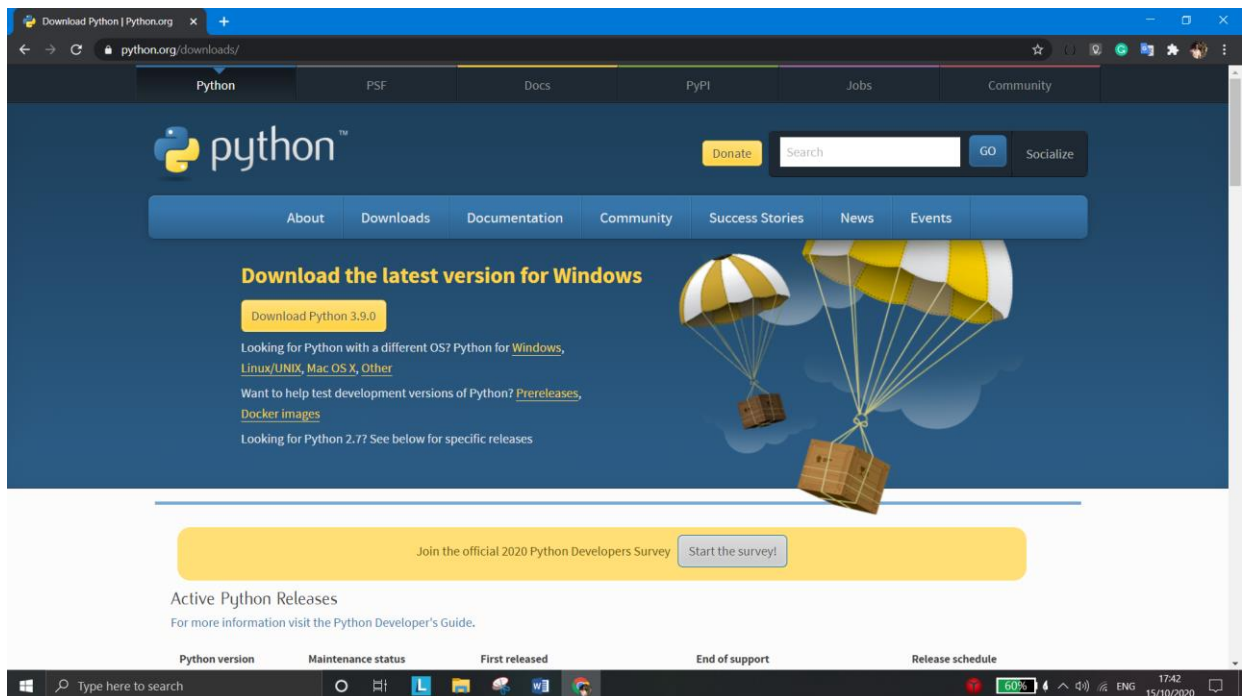 Download Python | Python.org
python.org/downloads/
Python PSF Docs PyPI Jobs Community
python™
Donate Search GO Socialize
About Downloads Documentation Community Success Stories News Events
Download the latest version for Windows
Download Python 3.9.0
Looking for Python with a different OS? Python for Windows,
Linux/UNIX, Mac OS X, Other
Want to help test development versions of Python? Prereleases,
Docker images
Looking for Python 2.7? See below for specific releases
Join the official 2020 Python Developers Survey Start the survey!
Active Python Releases
For more information visit the Python Developer's Guide.
Python version Maintenance status First released End of support Release schedule
Type here to search L 60% ENG 17:42
15/10/2020